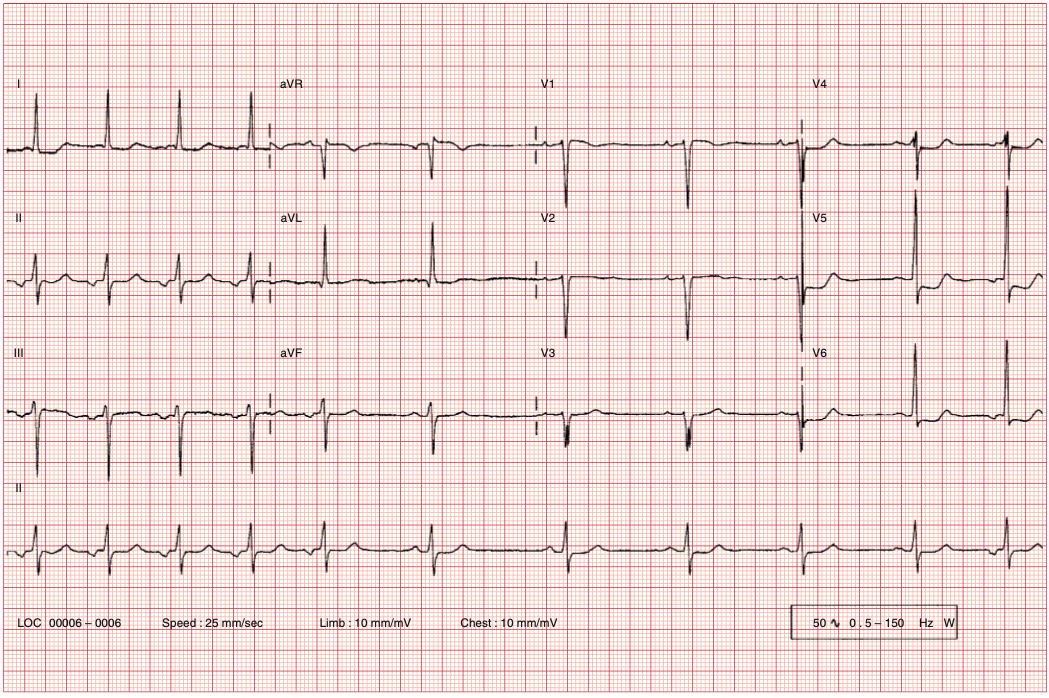 I aVR V1 V4
II aVL V2 V5
III aVF V3 V6
II
LOC 00006 – 0006 Speed : 25 mm/sec Limb : 10 mm/mV Chest : 10 mm/mV 50 ∿ 0 . 5 – 150 Hz W